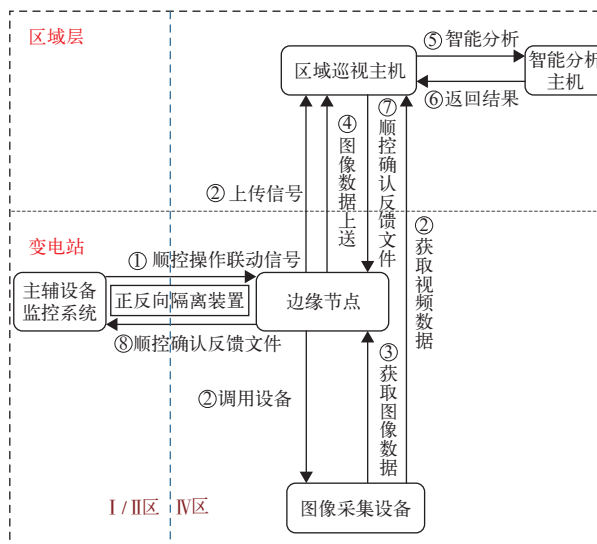 区域层
⑤智能分析
区域巡视主机
智能分析
主机
⑥返回结果
④图像数据上送
⑦顺控确认反馈文件
②上传信号
②获取视频数据
变电站
①顺控操作联动信号
主辅设备
监控系统
正反向隔离装置
边缘节点
⑧顺控确认反馈文件
③获取图像数据
②调用设备
Ⅰ/Ⅱ区
Ⅳ区
图像采集设备